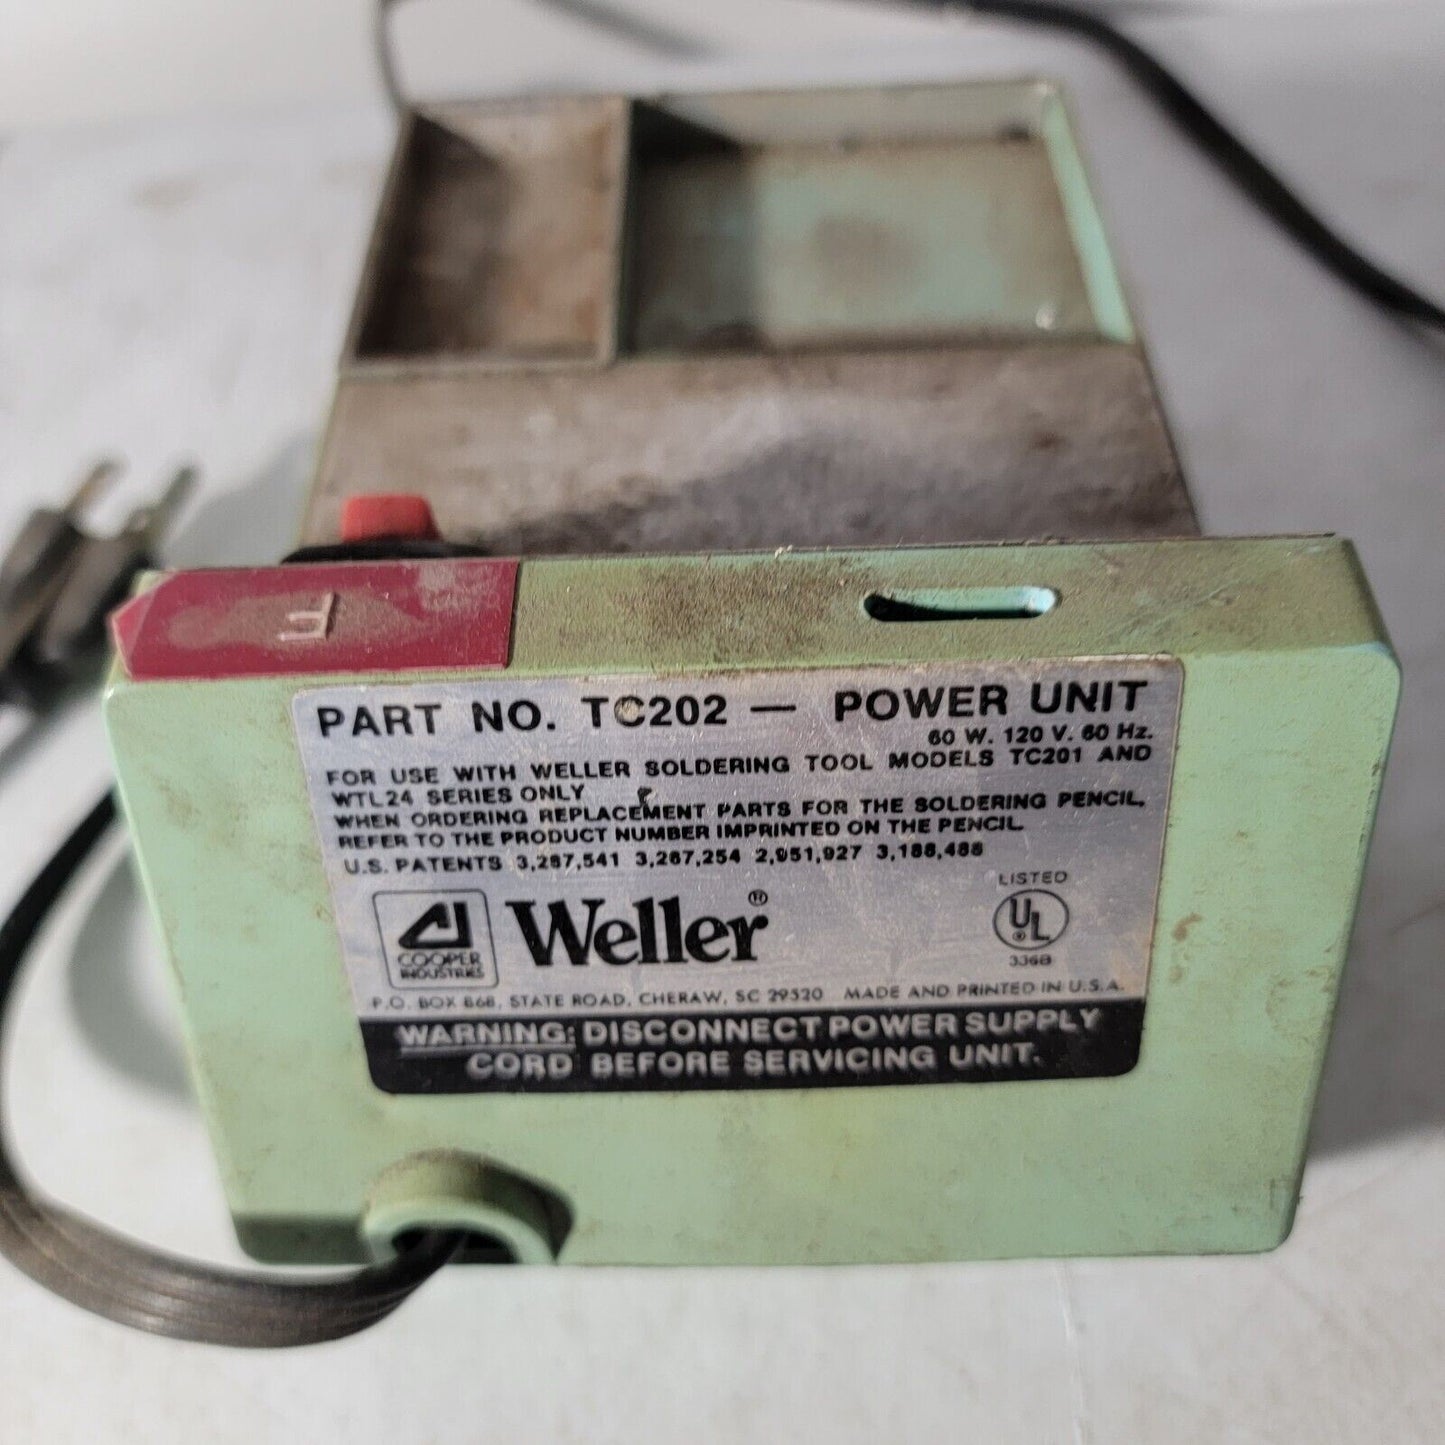 F
PART NO. TC202 — POWER UNIT
60 W. 120 V. 60 Hz.
FOR USE WITH WELLER SOLDERING TOOL MODELS TC201 AND
WTL24 SERIES ONLY
WHEN ORDERING REPLACEMENT PARTS FOR THE SOLDERING PENCIL,
REFER TO THE PRODUCT NUMBER IMPRINTED ON THE PENCIL.
U.S. PATENTS 3,287,541 3,267,254 2,951,927 3,188,488
LISTED
UL®
336B
CI
COOPER
INDUSTRIES
Weller®
P.O. BOX 868, STATE ROAD, CHERAW, SC 29520 MADE AND PRINTED IN U.S.A.
WARNING: DISCONNECT POWER SUPPLY
CORD BEFORE SERVICING UNIT.